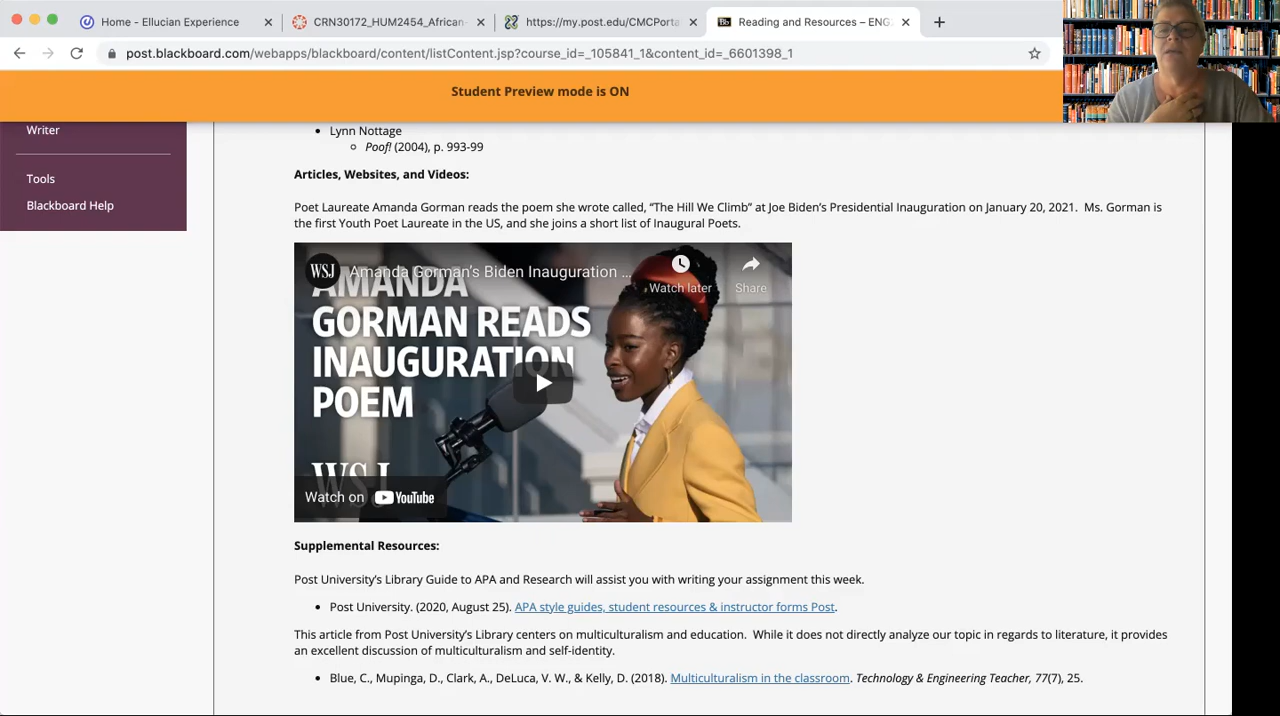 Home - Ellucian Experience
CRN30172_HUM2454_African-
https://my.post.edu/CMCPorta
Bb
Reading and Resources – ENG
post.blackboard.com/webapps/blackboard/content/listContent.jsp?course_id=_105841_1&content_id=_6601398_1
Student Preview mode is ON
Writer
Tools
Blackboard Help
Lynn Nottage
Poof! (2004), p. 993-99
Articles, Websites, and Videos:
Poet Laureate Amanda Gorman reads the poem she wrote called, “The Hill We Climb” at Joe Biden’s Presidential Inauguration on January 20, 2021.  Ms. Gorman is
the first Youth Poet Laureate in the US, and she joins a short list of Inaugural Poets.
WSJ
Amanda Gorman’s Biden Inauguration ...
Watch later
Share
AMANDA
GORMAN READS
INAUGURATION
POEM
WSJ
Watch on YouTube
Supplemental Resources:
Post University’s Library Guide to APA and Research will assist you with writing your assignment this week.
Post University. (2020, August 25). APA style guides, student resources & instructor forms Post.
This article from Post University’s Library centers on multiculturalism and education.  While it does not directly analyze our topic in regards to literature, it provides
an excellent discussion of multiculturalism and self-identity.
Blue, C., Mupinga, D., Clark, A., DeLuca, V. W., & Kelly, D. (2018). Multiculturalism in the classroom. Technology & Engineering Teacher, 77(7), 25.